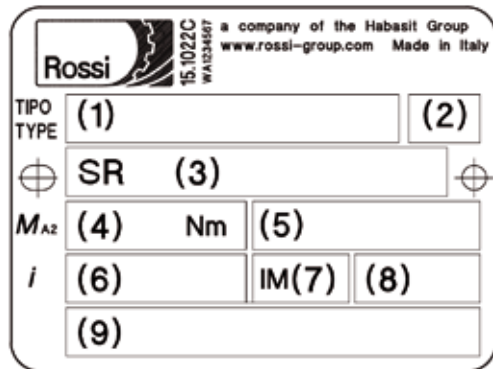 Rossi
15.1022C
WA1234567
a company of the Habasit Group
www.rossi-group.com Made in Italy
TIPO
TYPE
(1) (2)
SR (3)
MA2 (4) Nm (5)
i (6) IM(7) (8)
(9)